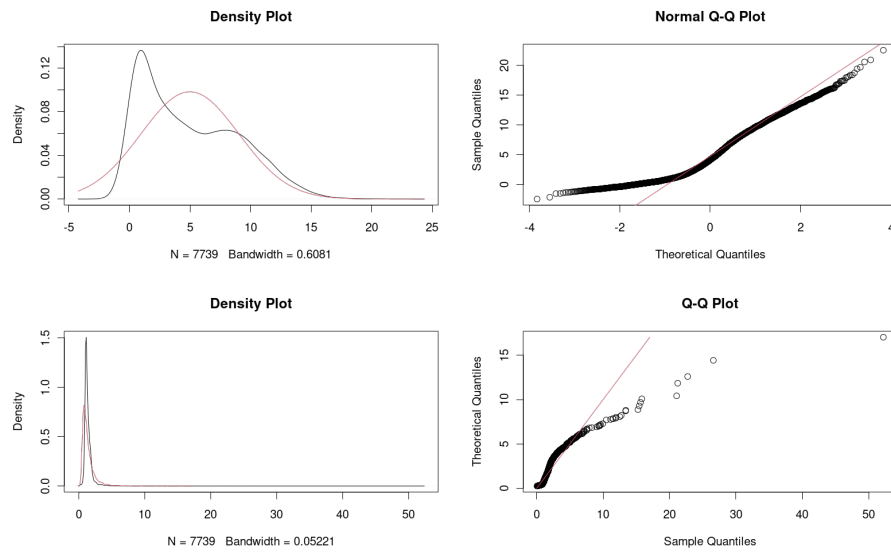 Density Plot
Density
0.00
0.04
0.08
0.12
-5 0 5 10 15 20 25
N = 7739 Bandwidth = 0.6081
Normal Q-Q Plot
Sample Quantiles
0
5
10
15
20
-4 -2 0 2 4
Theoretical Quantiles
Density Plot
Density
0.0
0.5
1.0
1.5
0 10 20 30 40 50
N = 7739 Bandwidth = 0.05221
Q-Q Plot
Theoretical Quantiles
0
5
10
15
0 10 20 30 40 50
Sample Quantiles